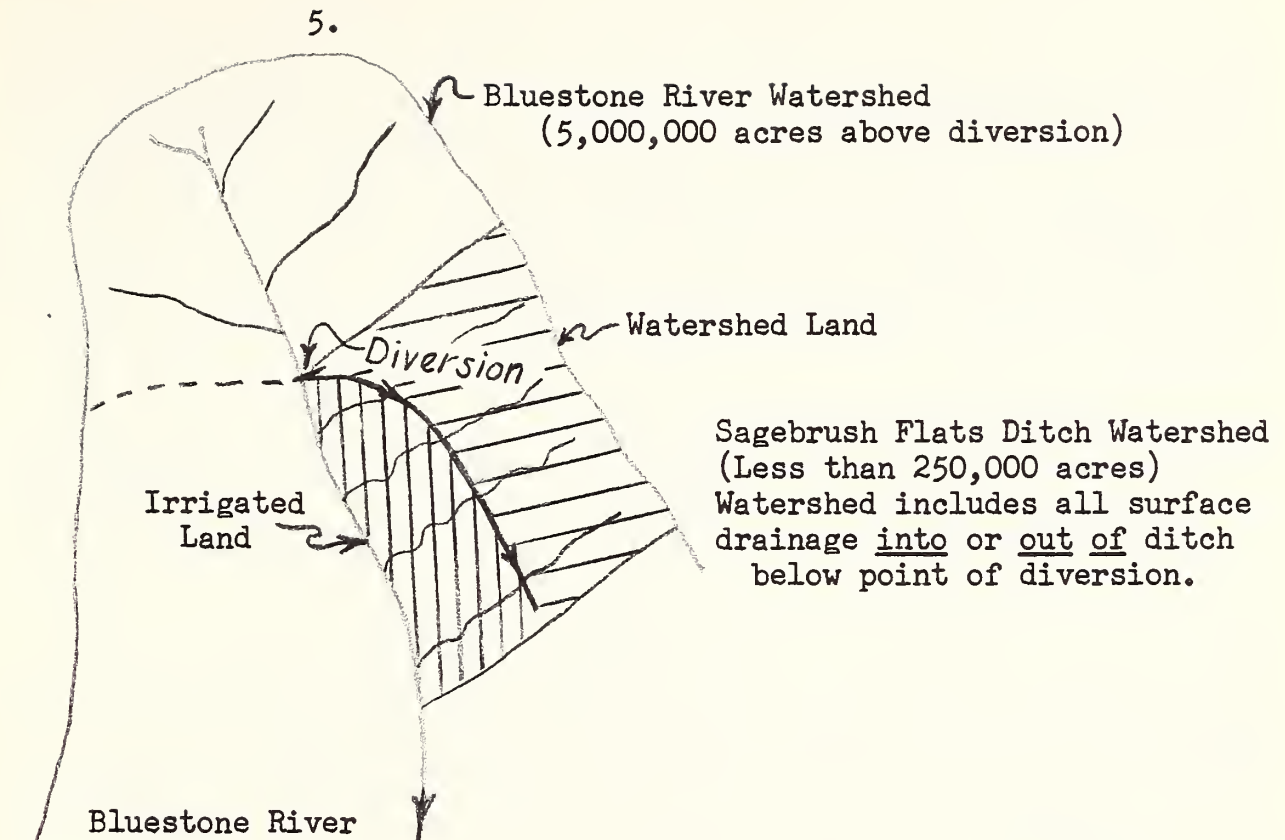 5.
Bluestone River Watershed
(5,000,000 acres above diversion)
Watershed Land
Diversion
Sagebrush Flats Ditch Watershed
(Less than 250,000 acres)
Watershed includes all surface
drainage into or out of ditch
below point of diversion.
Irrigated
Land
Bluestone River